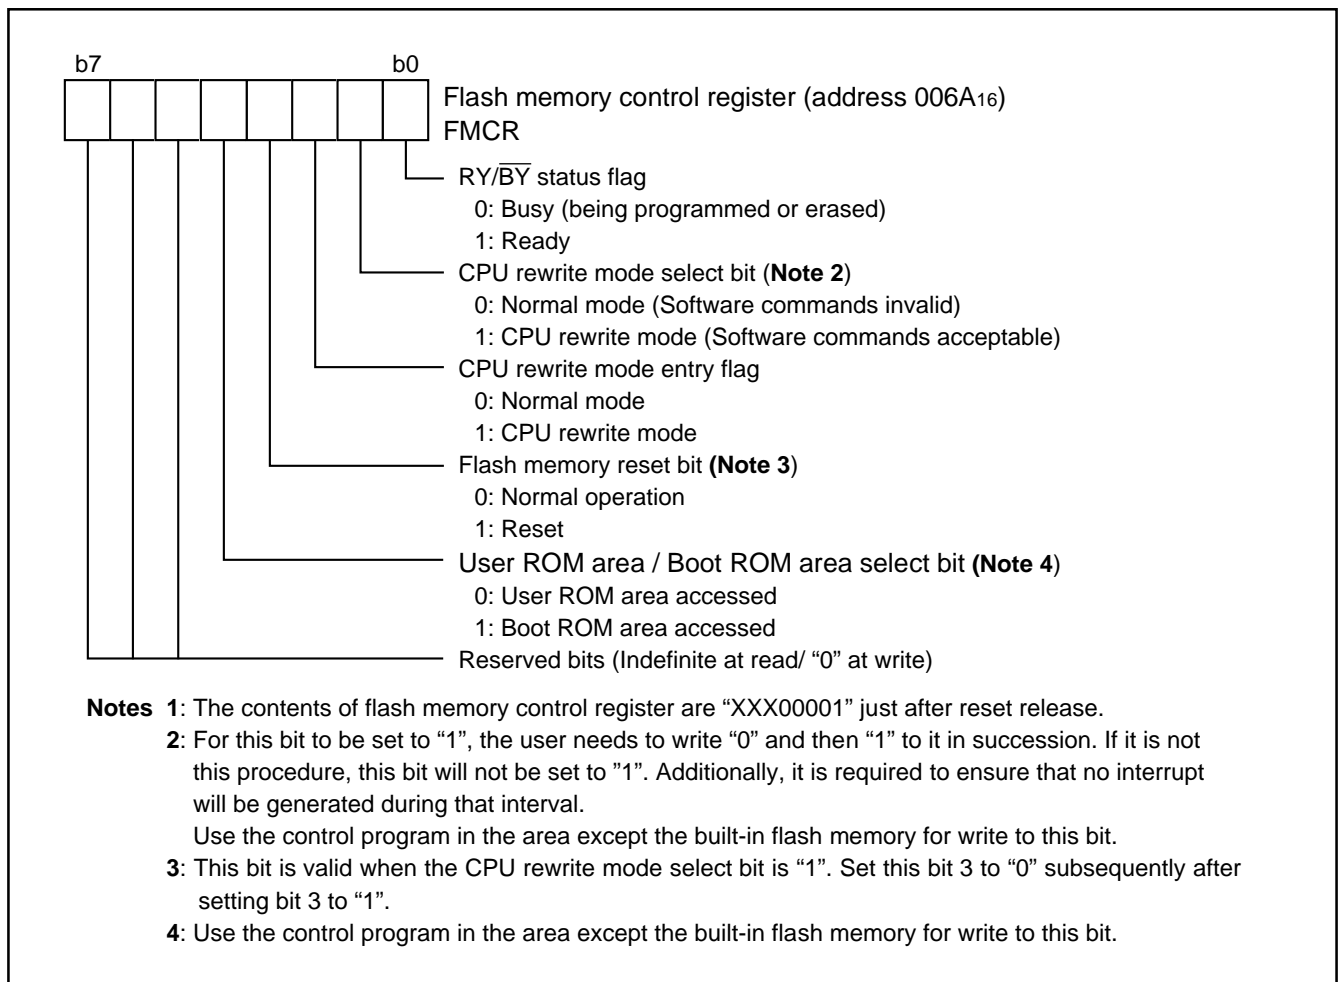 b7 b0
Flash memory control register (address 006A16)
FMCR
RY/BY status flag
0: Busy (being programmed or erased)
1: Ready
CPU rewrite mode select bit (Note 2)
0: Normal mode (Software commands invalid)
1: CPU rewrite mode (Software commands acceptable)
CPU rewrite mode entry flag
0: Normal mode
1: CPU rewrite mode
Flash memory reset bit (Note 3)
0: Normal operation
1: Reset
User ROM area / Boot ROM area select bit (Note 4)
0: User ROM area accessed
1: Boot ROM area accessed
Reserved bits (Indefinite at read/ “0” at write)
Notes 1: The contents of flash memory control register are “XXX00001” just after reset release.
2: For this bit to be set to “1”, the user needs to write “0” and then “1” to it in succession. If it is not
this procedure, this bit will not be set to ”1”. Additionally, it is required to ensure that no interrupt
will be generated during that interval.
Use the control program in the area except the built-in flash memory for write to this bit.
3: This bit is valid when the CPU rewrite mode select bit is “1”. Set this bit 3 to “0” subsequently after
setting bit 3 to “1”.
4: Use the control program in the area except the built-in flash memory for write to this bit.